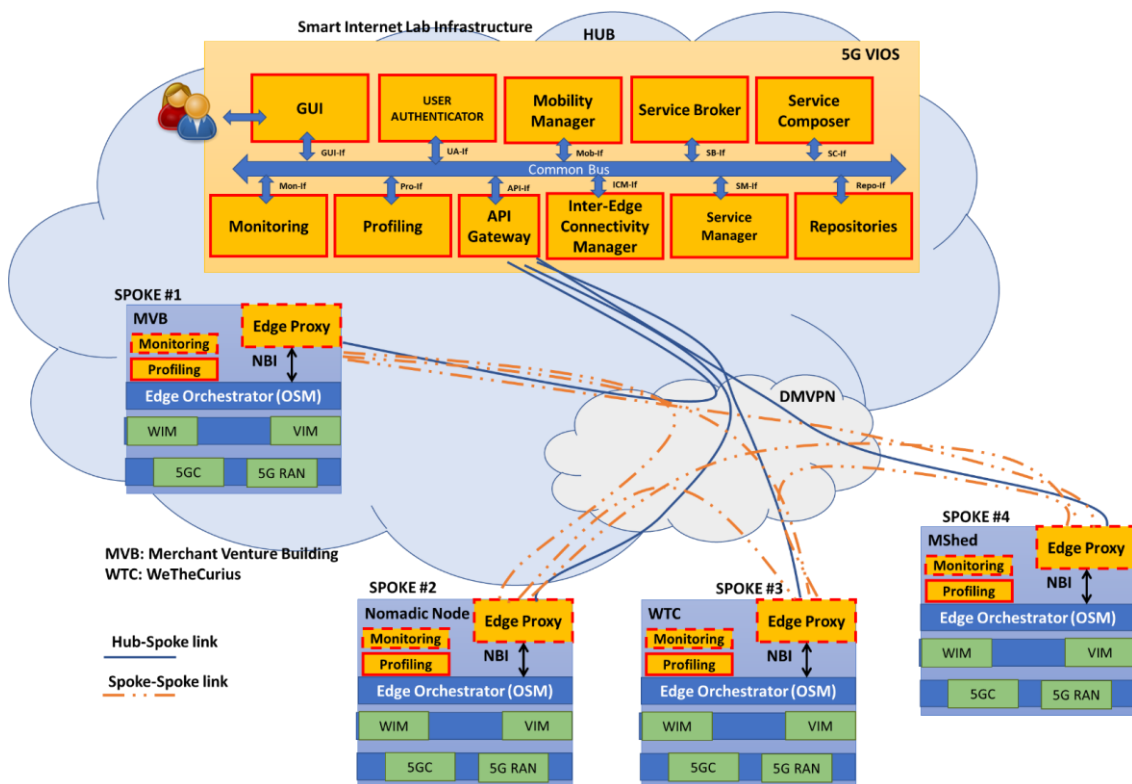 Smart Internet Lab Infrastructure
HUB
5G VIOS
GUI
USER
AUTHENTICATOR
Mobility
Manager
Service Broker
Service
Composer
GUI-If
UA-If
Mob-If
SB-If
SC-If
Common Bus
Mon-If
Pro-If
API-If
ICM-If
SM-If
Repo-If
Monitoring
Profiling
API
Gateway
Inter-Edge
Connectivity
Manager
Service
Manager
Repositories
SPOKE #1
MVB
Edge Proxy
Monitoring
Profiling
NBI
Edge Orchestrator (OSM)
WIM
VIM
5GC
5G RAN
DMVPN
MVB: Merchant Venture Building
WTC: WeTheCurius
Hub-Spoke link
Spoke-Spoke link
SPOKE #2
Nomadic Node
Edge Proxy
Monitoring
Profiling
NBI
Edge Orchestrator (OSM)
WIM
VIM
5GC
5G RAN
SPOKE #3
WTC
Edge Proxy
Monitoring
Profiling
NBI
Edge Orchestrator (OSM)
WIM
VIM
5GC
5G RAN
SPOKE #4
MShed
Edge Proxy
Monitoring
Profiling
NBI
Edge Orchestrator (OSM)
WIM
VIM
5GC
5G RAN